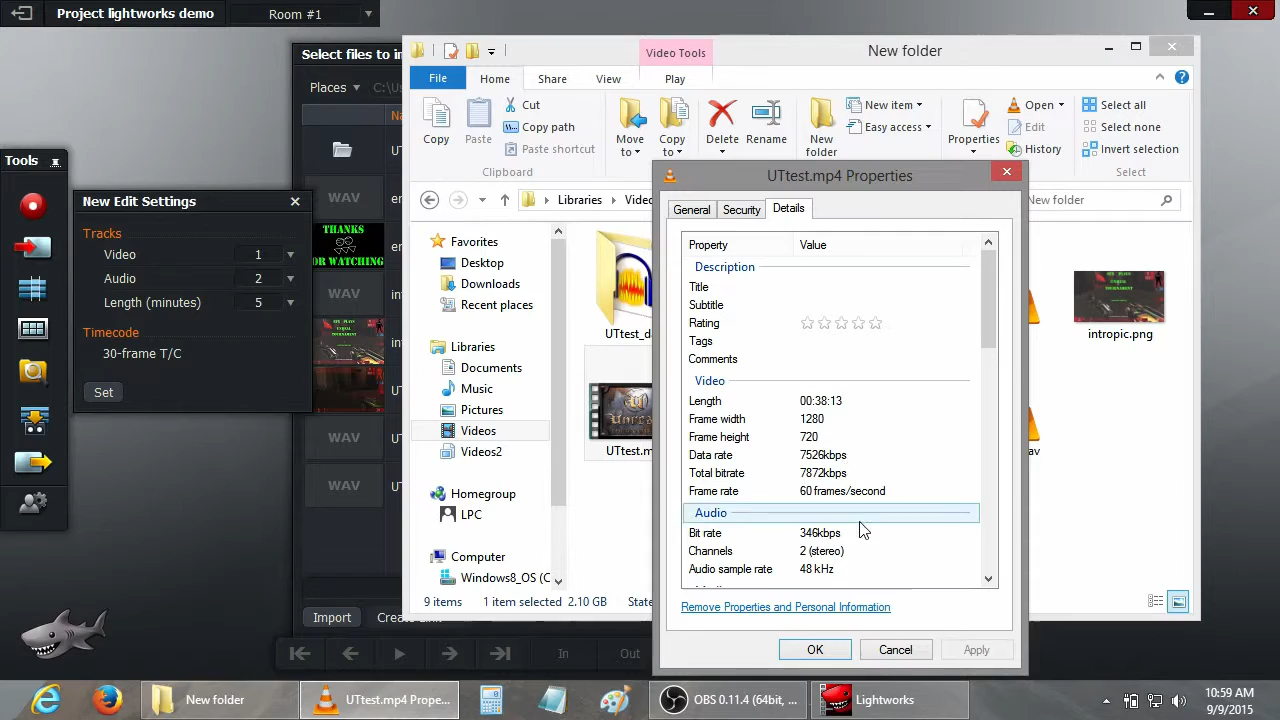 Project lightworks demo
Room #1
Select files to i
Places
C:\U
Na
New folder
Video Tools
File
Home
Share
View
Play
Copy
Paste
Cut
Copy path
Paste shortcut
Clipboard
Move to
Copy to
Delete
Rename
New folder
New item
Easy access
Properties
Open
Edit
History
Select all
Select none
Invert selection
Select
Libraries
Video
New folder
Tools
New Edit Settings
Tracks
Video
1
Audio
2
Length (minutes)
5
Timecode
30-frame T/C
Set
WAV
THANKS
OR WATCHING
WAV
WAV
WAV
Favorites
Desktop
Downloads
Recent places
Libraries
Documents
Music
Pictures
Videos
Videos2
Homegroup
LPC
Computer
Windows8_OS (C
UTtest_d
UTtest.m
intropic.png
av
9 items
1 item selected
2.10 GB
State
UTtest.mp4 Properties
General
Security
Details
Property
Value
Description
Title
Subtitle
Rating
Tags
Comments
Video
Length
00:38:13
Frame width
1280
Frame height
720
Data rate
7526kbps
Total bitrate
7872kbps
Frame rate
60 frames/second
Audio
Bit rate
346kbps
Channels
2 (stereo)
Audio sample rate
48 kHz
Remove Properties and Personal Information
OK
Cancel
Apply
Import
Create Link
In
Out
New folder
UTtest.mp4 Prope...
OBS 0.11.4 (64bit, ...
Lightworks
10:59 AM
9/9/2015